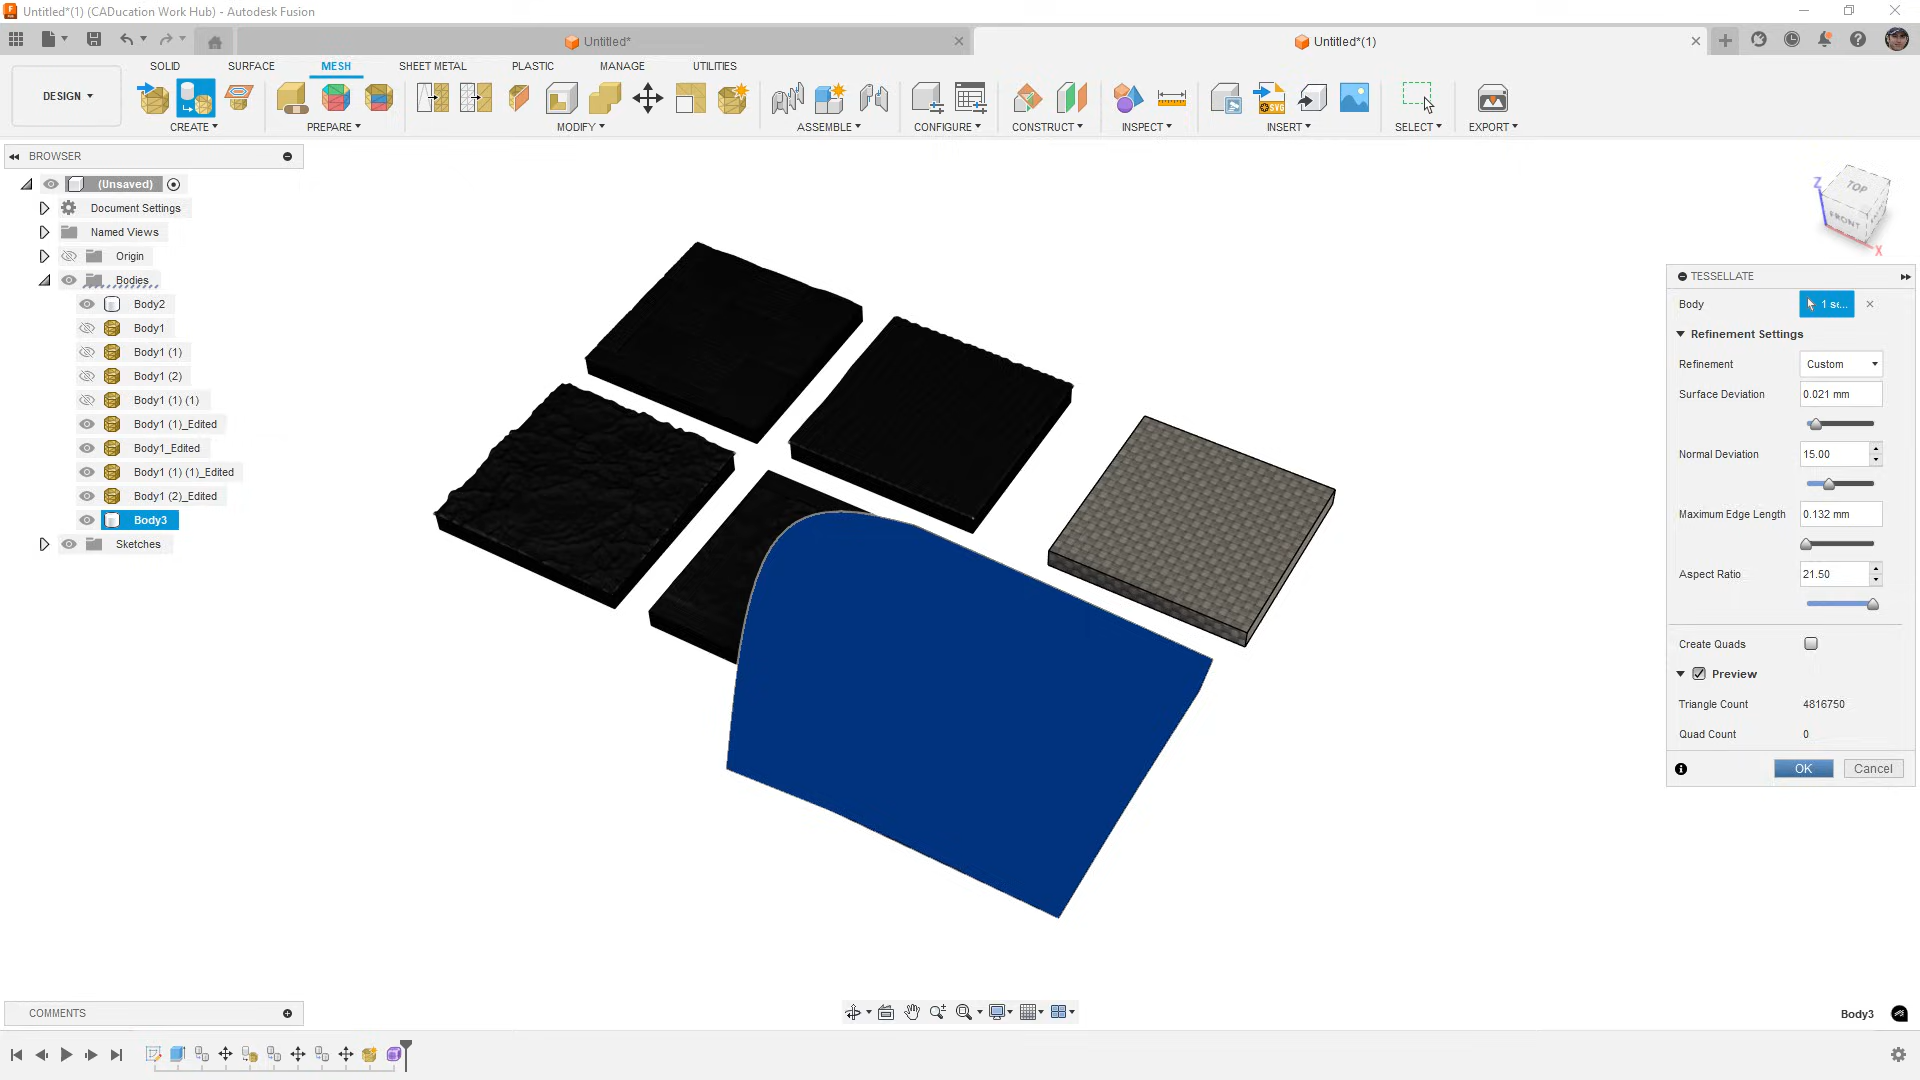 Untitled*(1) (CADucation Work Hub) - Autodesk Fusion
Untitled*
Untitled*(1)
SOLID
SURFACE
MESH
SHEET METAL
PLASTIC
MANAGE
UTILITIES
DESIGN
CREATE
PREPARE
MODIFY
ASSEMBLE
CONFIGURE
CONSTRUCT
INSPECT
INSERT
SELECT
EXPORT
BROWSER
(Unsaved)
Document Settings
Named Views
Origin
Bodies
Body2
Body1
Body1 (1)
Body1 (2)
Body1 (1) (1)
Body1 (1)_Edited
Body1_Edited
Body1 (1) (1)_Edited
Body1 (2)_Edited
Body3
Sketches
Z
TOP
FRONT
X
TESSELLATE
Body
1 se...
Refinement Settings
Refinement
Custom
Surface Deviation
0.021 mm
Normal Deviation
15.00
Maximum Edge Length
0.132 mm
Aspect Ratio
21.50
Create Quads
Preview
Triangle Count
4816750
Quad Count
0
OK
Cancel
COMMENTS
Body3